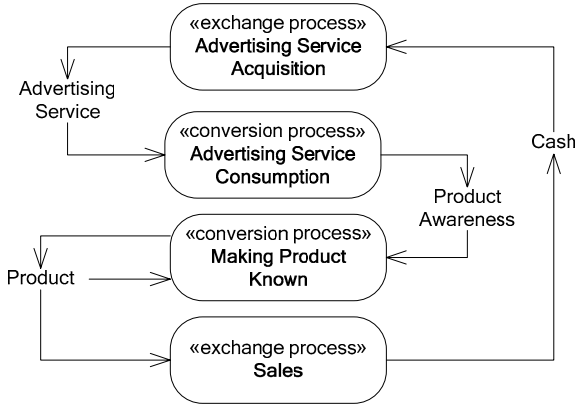 «exchange process»
Advertising Service
Acquisition
Advertising
Service
«conversion process»
Advertising Service
Consumption
Cash
Product
Awareness
«conversion process»
Making Product
Known
Product
«exchange process»
Sales